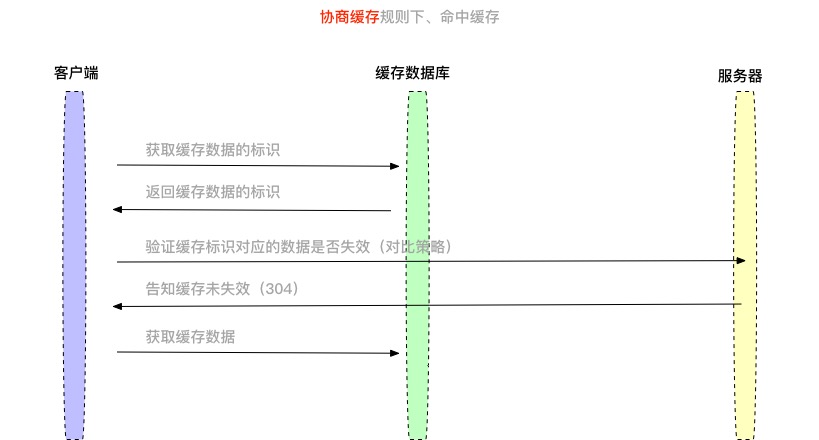 协商缓存规则下、命中缓存
客户端
缓存数据库
服务器
获取缓存数据的标识
返回缓存数据的标识
验证缓存标识对应的数据是否失效（对比策略）
告知缓存未失效（304）
获取缓存数据